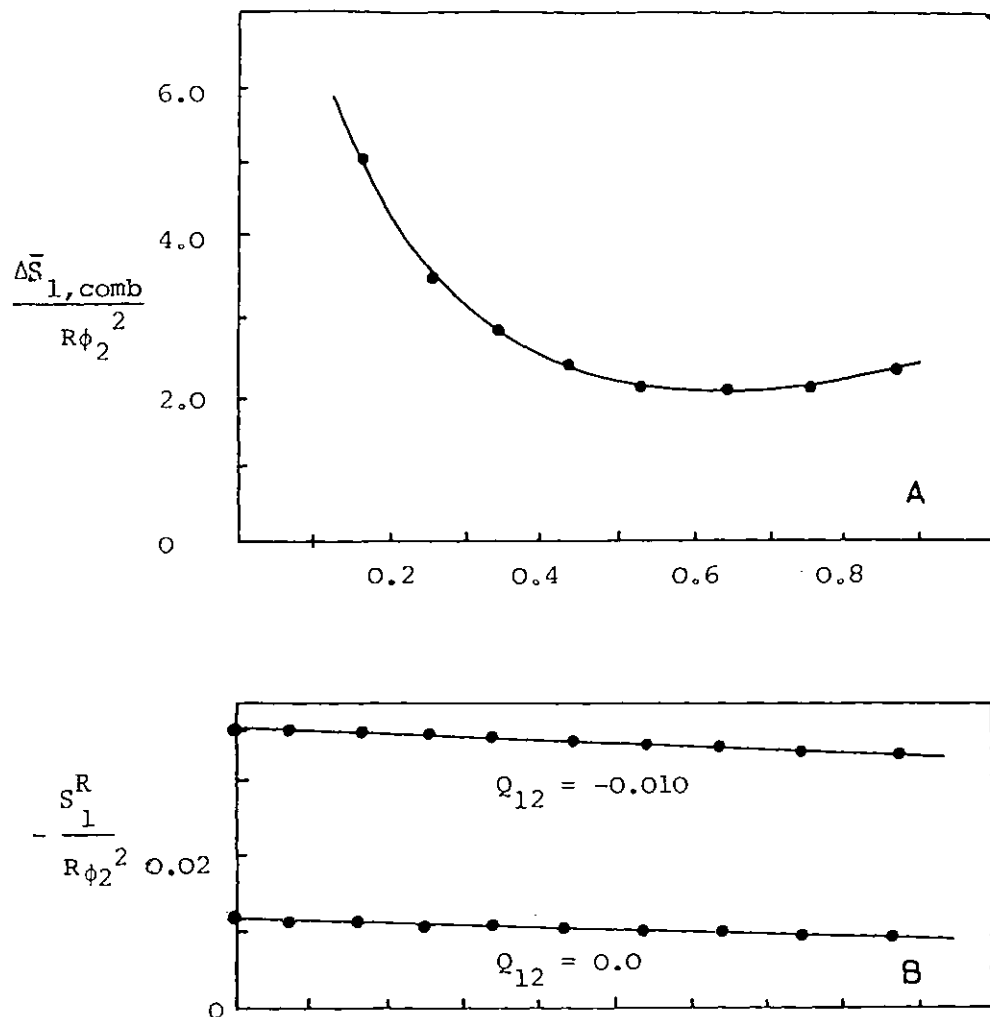 6.0
4.0
ΔS̄1,comb
Rφ2²
2.0
A
0
0.2 0.4 0.6 0.8
Q12 = -0.010
- S1^R
Rφ2² 0.02
Q12 = 0.0
B
0